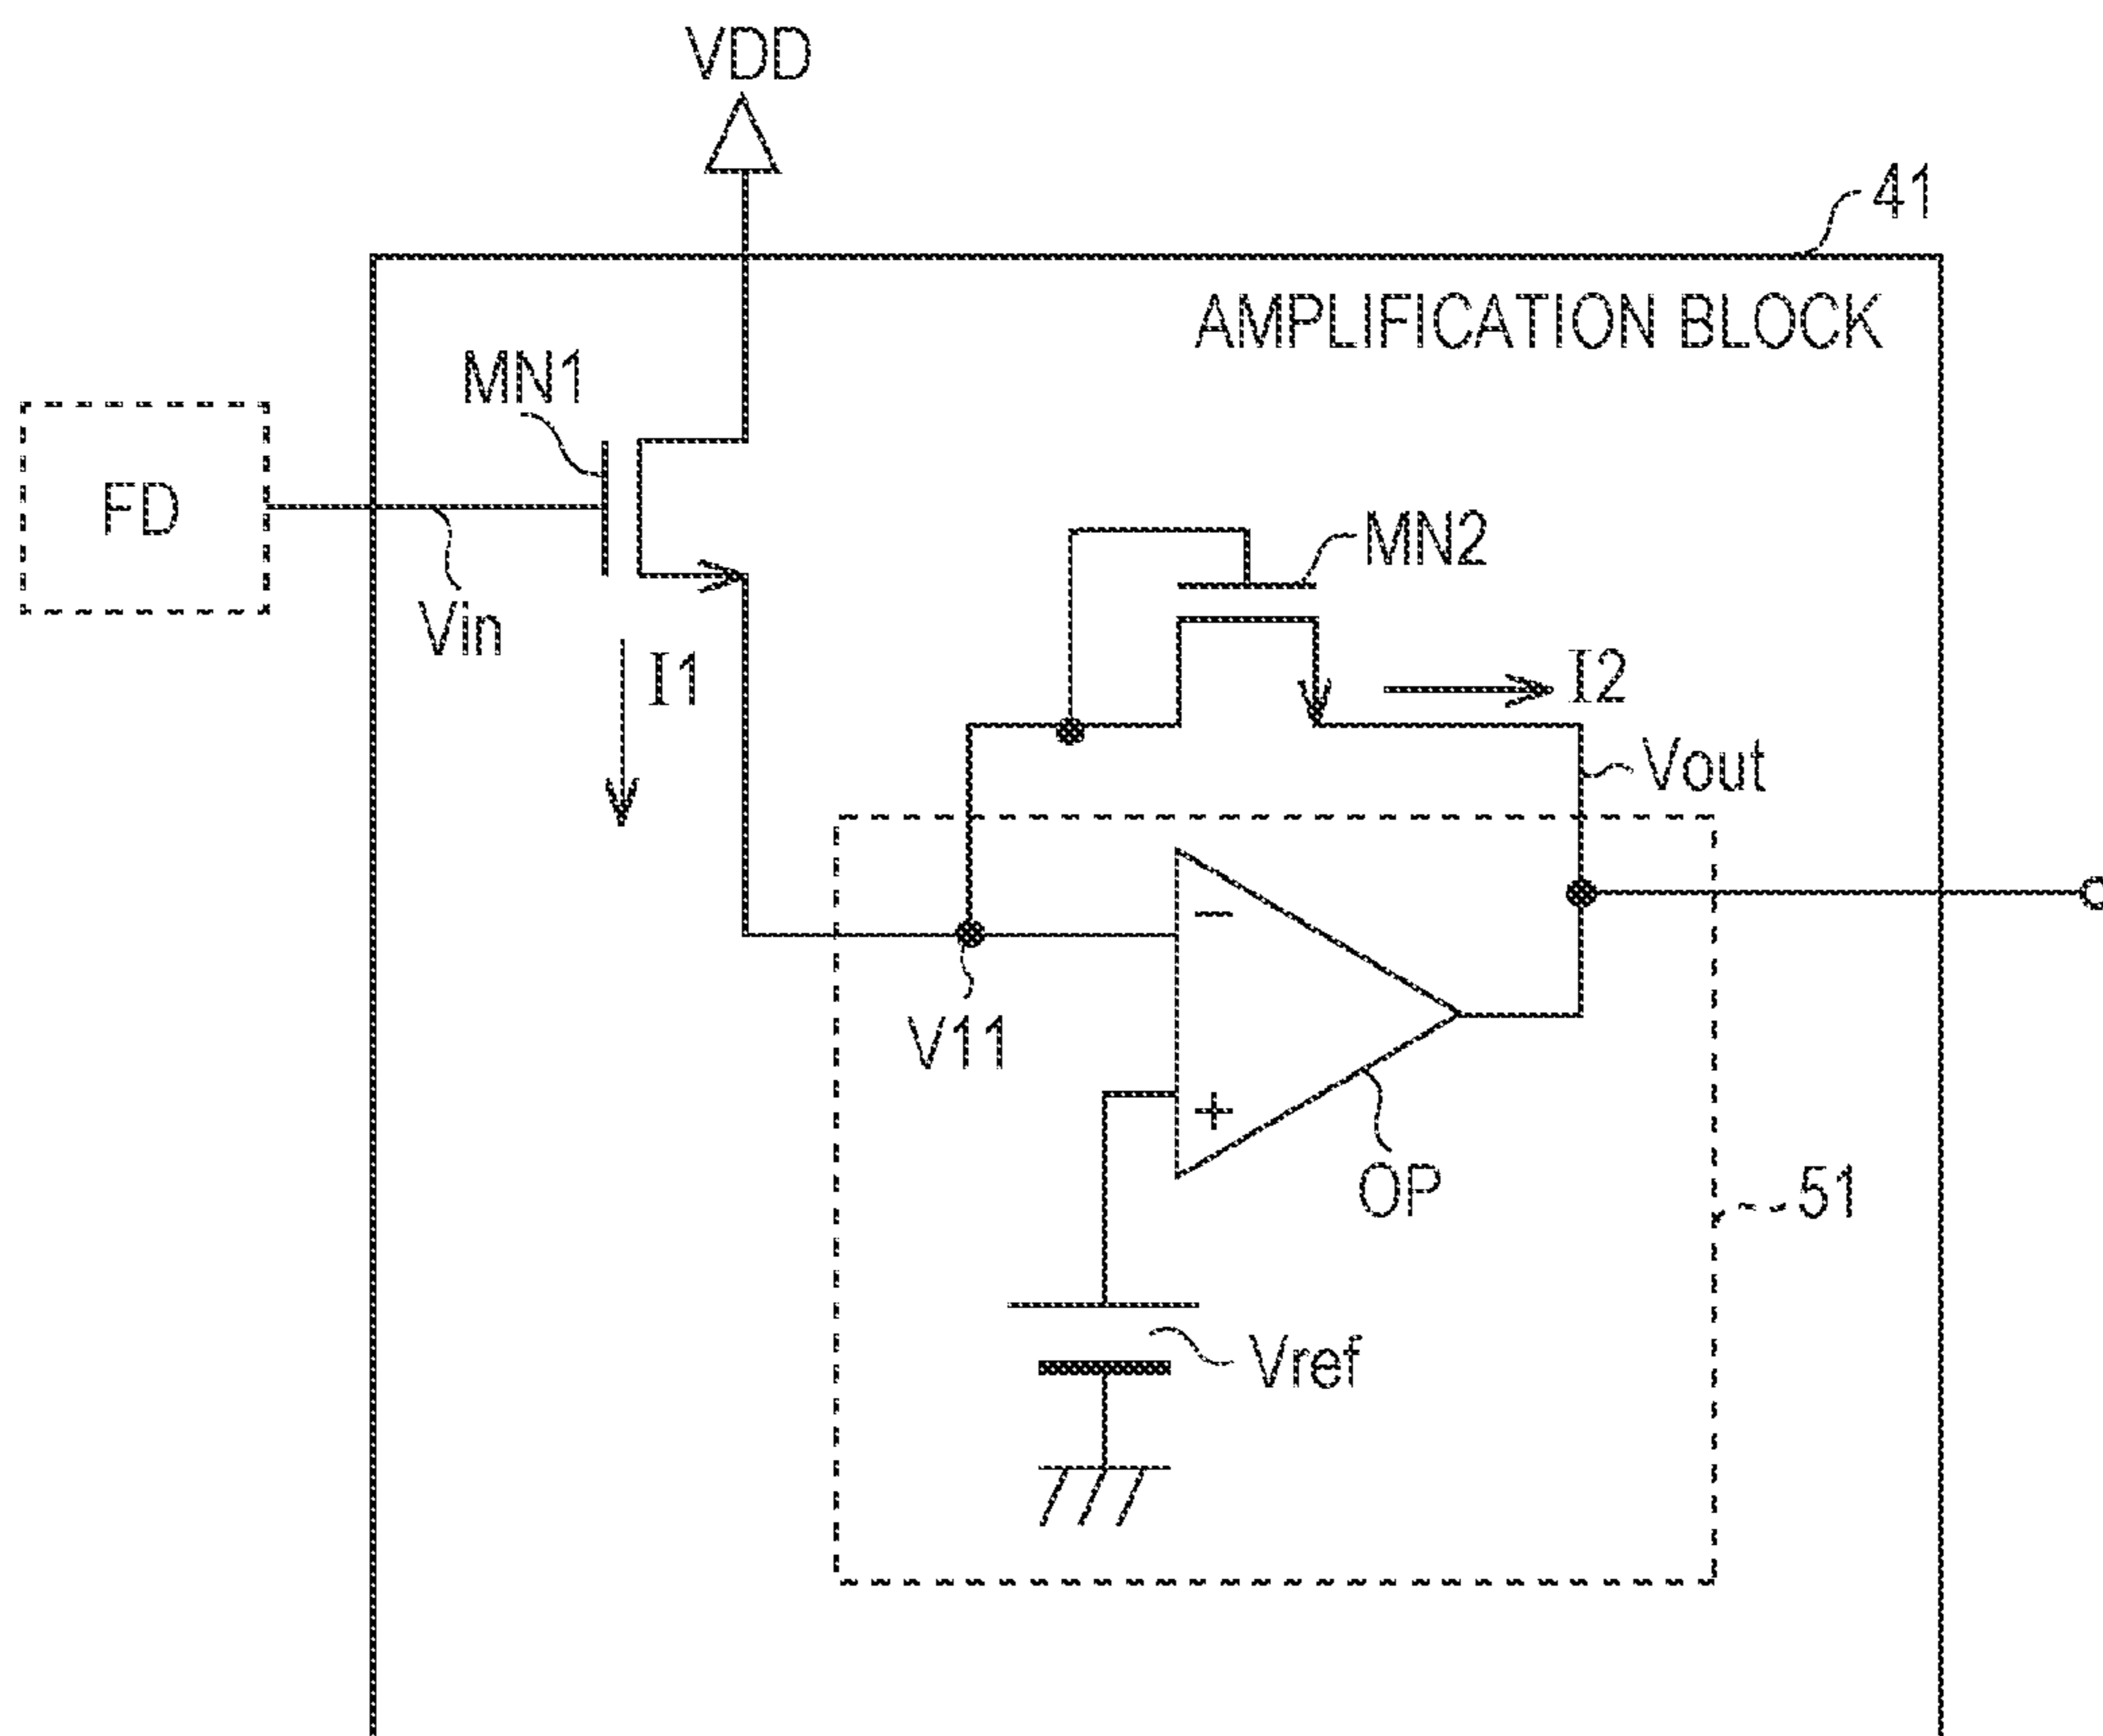 VDD
41
AMPLIFICATION BLOCK
MN1
FD
MN2
Vin
I1
I2
Vout
−
V11
+
OP
51
Vref